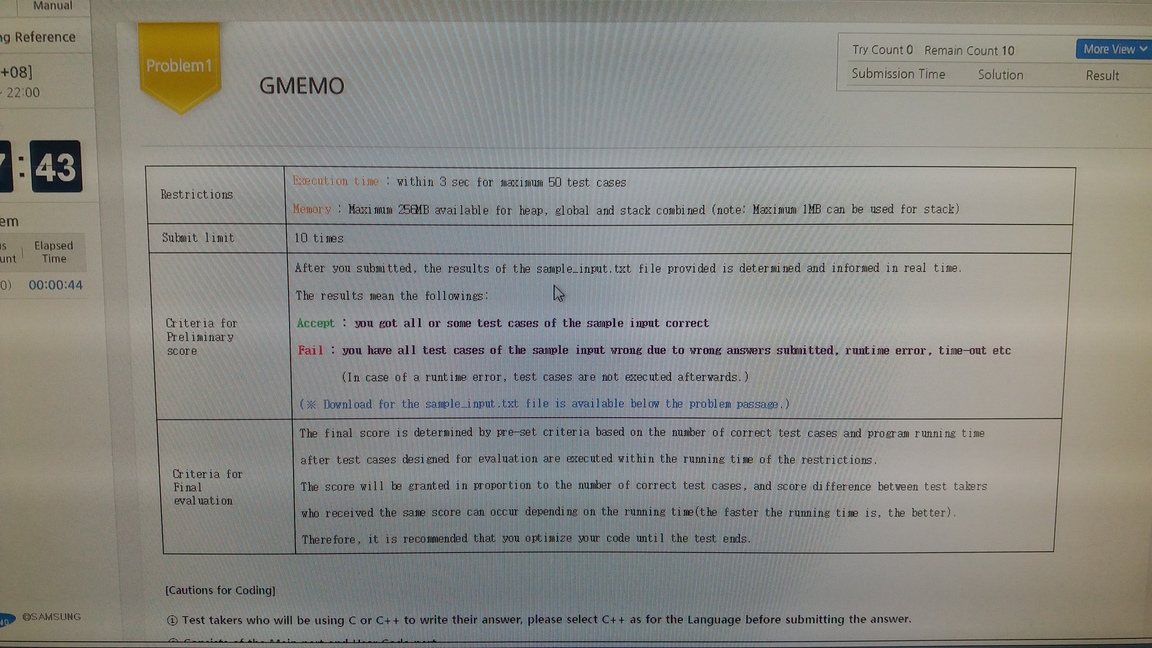 Manual
ng Reference
+08]
- 22:00
7 : 43
em
s
unt
Elapsed
Time
0)
00:00:44
©SAMSUNG
Problem1
GMEMO
Try Count 0 Remain Count 10
More View
Submission Time Solution Result
Restrictions
Execution time : within 3 sec for maximum 50 test cases
Memory : Maximum 256MB available for heap, global and stack combined (note: Maximum 1MB can be used for stack)
Submit limit
10 times
Criteria for
Preliminary
score
After you submitted, the results of the sample_input.txt file provided is determined and informed in real time.
The results mean the followings:
Accept : you got all or some test cases of the sample input correct
Fail : you have all test cases of the sample input wrong due to wrong answers submitted, runtime error, time-out etc
(In case of a runtime error, test cases are not executed afterwards.)
(※ Download for the sample_input.txt file is available below the problem passage.)
Criteria for
Final
evaluation
The final score is determined by pre-set criteria based on the number of correct test cases and program running time
after test cases designed for evaluation are executed within the running time of the restrictions.
The score will be granted in proportion to the number of correct test cases, and score difference between test takers
who received the same score can occur depending on the running time(the faster the running time is, the better).
Therefore, it is recommended that you optimize your code until the test ends.
[Cautions for Coding]
① Test takers who will be using C or C++ to write their answer, please select C++ as for the Language before submitting the answer.